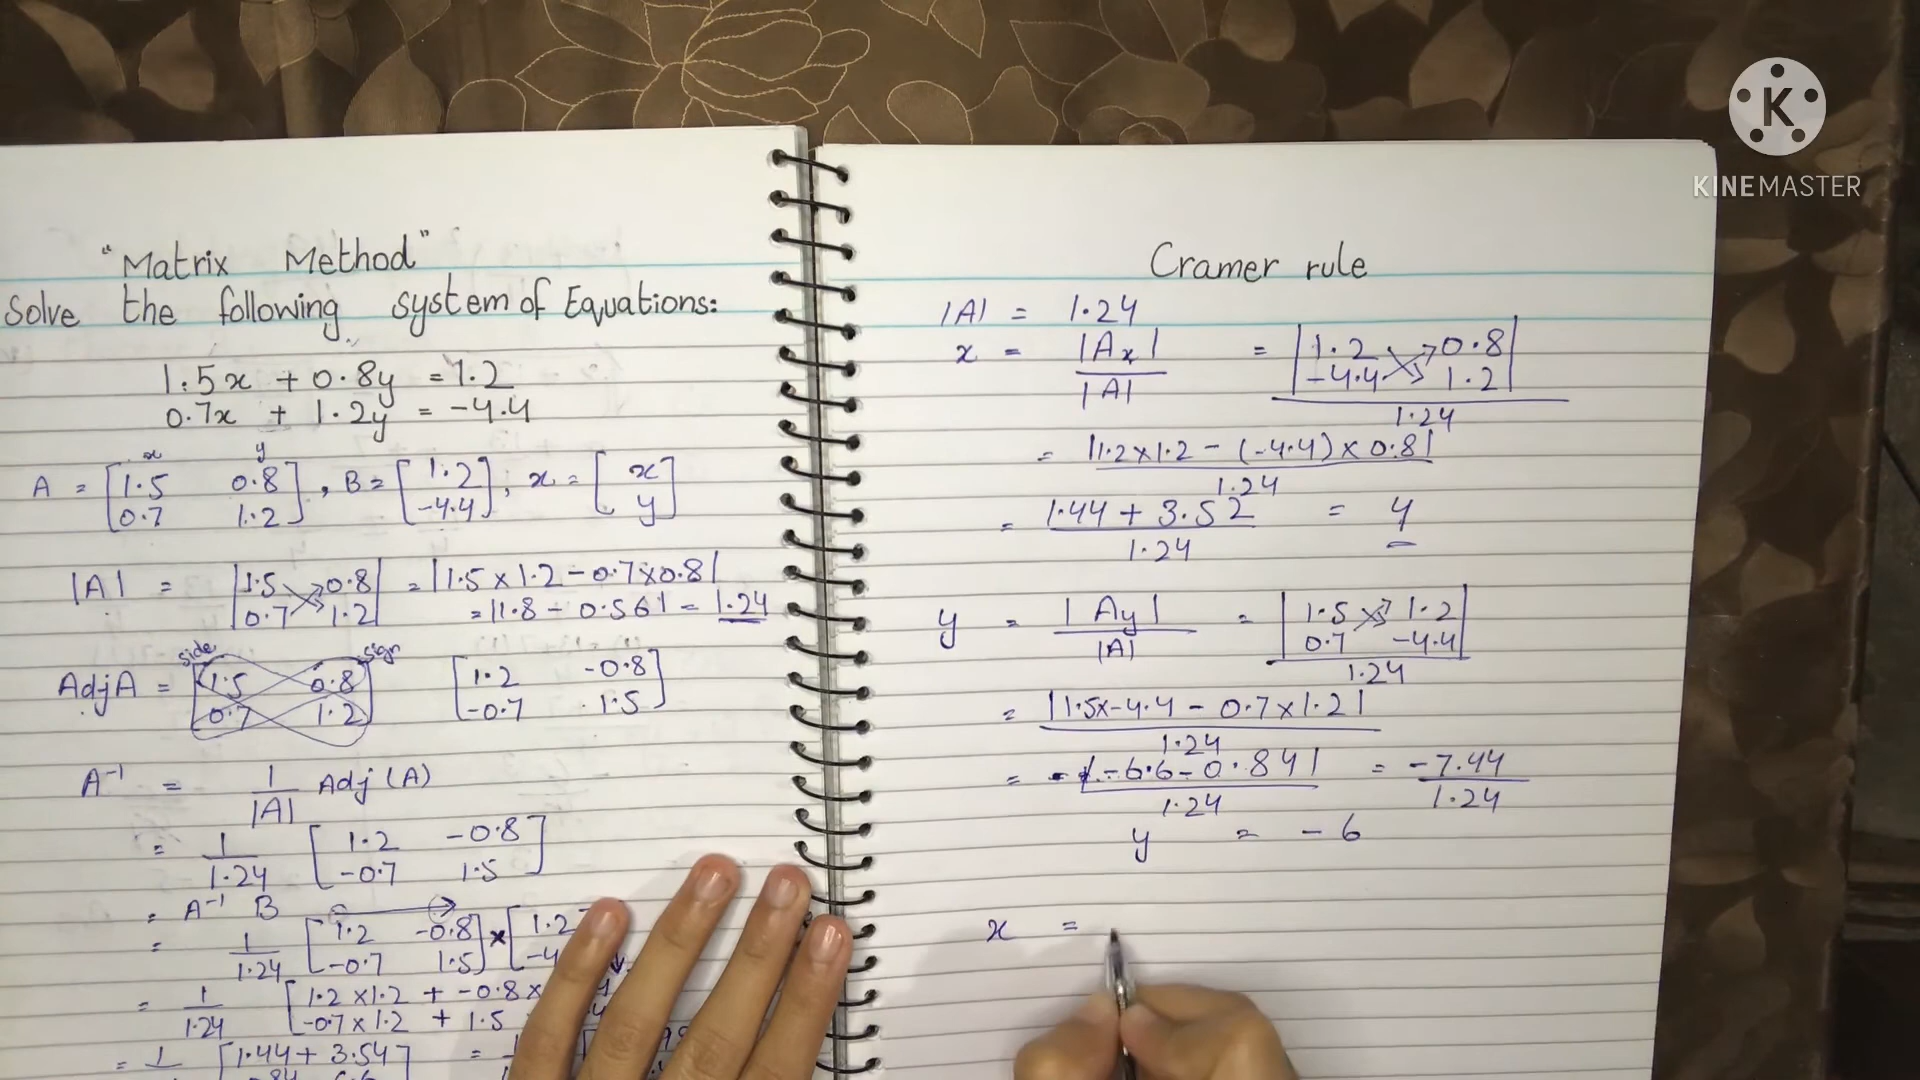 "Matrix Method"
Solve the following system of Equations:
1.5x + 0.8y = 1.2
0.7x + 1.2y = -4.4
x y
A = [1.5 0.8], B = [1.2]; x = [x]
0.7 1.2 -4.4 y
|A| = |1.5 0.8| = |1.5 x 1.2 - 0.7 x 0.8|
0.7 1.2 = |1.8 - 0.56| = 1.24
side sign
Adj A = [1.5 0.8] [1.2 -0.8]
0.7 1.2 -0.7 1.5
A⁻¹ = 1 Adj (A)
|A|
= 1 [1.2 -0.8]
1.24 -0.7 1.5
= A⁻¹ B
= 1 [1.2 -0.8] x [1.2
1.24 -0.7 1.5 -4
= 1 [1.2 x 1.2 + -0.8 x
1.24 -0.7 x 1.2 + 1.5
= 1 [1.44 + 3.54] =
Cramer rule
|A| = 1.24
x = |Ax| = |1.2 0.8|
|A| -4.4 1.2
1.24
= |1.2 x 1.2 - (-4.4) x 0.8|
1.24
= 1.44 + 3.52 = 4
1.24
y = |Ay| = |1.5 1.2|
|A| 0.7 -4.4
1.24
= |1.5 x -4.4 - 0.7 x 1.2|
1.24
= |-6.6 - 0.84| = -7.44
1.24 1.24
y = -6
x =
K
KINEMASTER